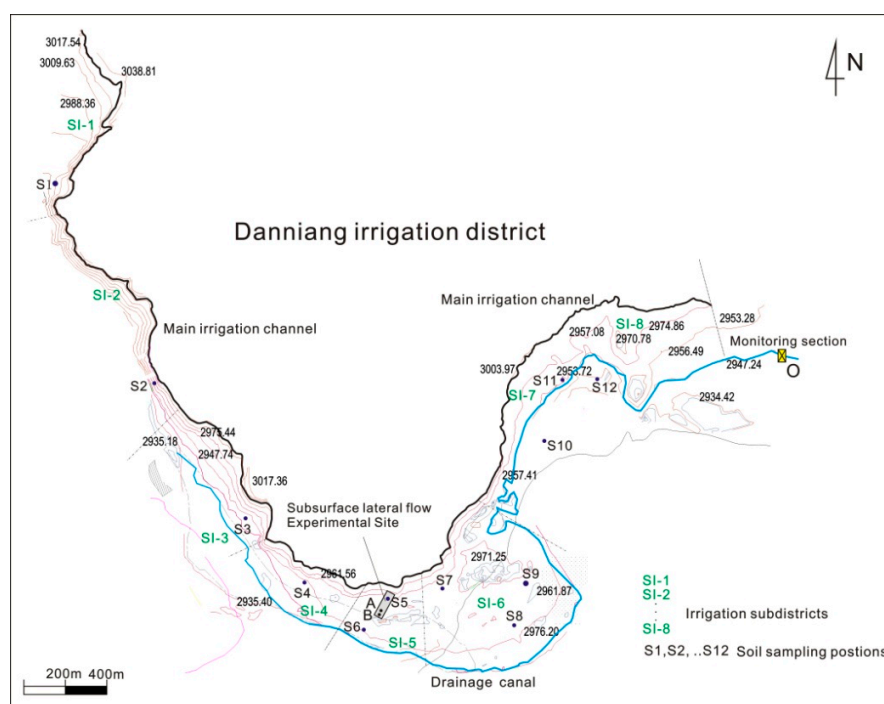 3017.54
3009.63
3038.81
2988.36
SI-1
N
S1
Danniang irrigation district
SI-2
Main irrigation channel
Main irrigation channel
2957.08
SI-8
2974.86
2970.78
2953.28
2956.49
Monitoring section
2947.24
O
3003.97
2953.72
S11
S12
SI-7
2934.42
S2
2935.18
2975.44
2947.74
S10
3017.36
2957.41
Subsurface lateral flow
Experimental Site
S3
SI-3
2961.56
2971.25
S4
S7
S9
2961.87
A
S5
B
SI-4
SI-6
2935.40
S6
SI-5
S8
2976.20
Drainage canal
SI-1
SI-2
SI-8
Irrigation subdistricts
S1,S2, ..S12 Soil sampling postions
200m 400m